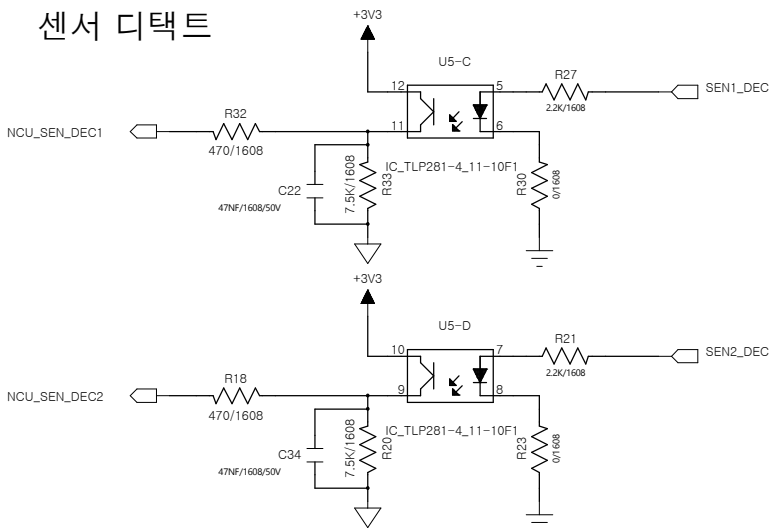 센서 디택트
+3V3
U5-C
12
5
R27
2.2K/1608
SEN1_DEC
NCU_SEN_DEC1
R32
470/1608
11
6
IC_TLP281-4_11-10F1
C22
47NF/1608/50V
7.5K/1608
R33
R30
0/1608
+3V3
U5-D
10
7
R21
2.2K/1608
SEN2_DEC
NCU_SEN_DEC2
R18
470/1608
9
8
IC_TLP281-4_11-10F1
C34
47NF/1608/50V
7.5K/1608
R20
R23
0/1608